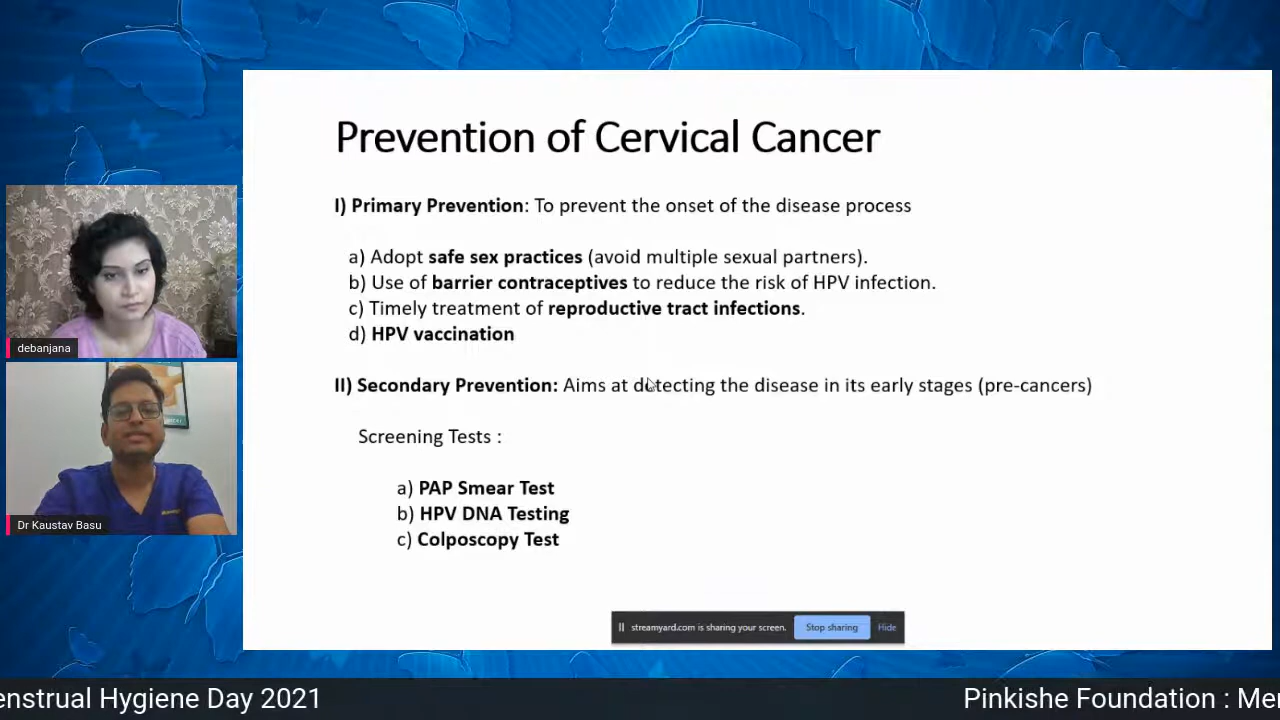 Prevention of Cervical Cancer
I) Primary Prevention: To prevent the onset of the disease process
a) Adopt safe sex practices (avoid multiple sexual partners).
b) Use of barrier contraceptives to reduce the risk of HPV infection.
c) Timely treatment of reproductive tract infections.
d) HPV vaccination
II) Secondary Prevention: Aims at detecting the disease in its early stages (pre-cancers)
Screening Tests :
a) PAP Smear Test
b) HPV DNA Testing
c) Colposcopy Test
debanjana
Dr Kaustav Basu
streamyard.com is sharing your screen. Stop sharing Hide
enstrual Hygiene Day 2021 Pinkishe Foundation : Me